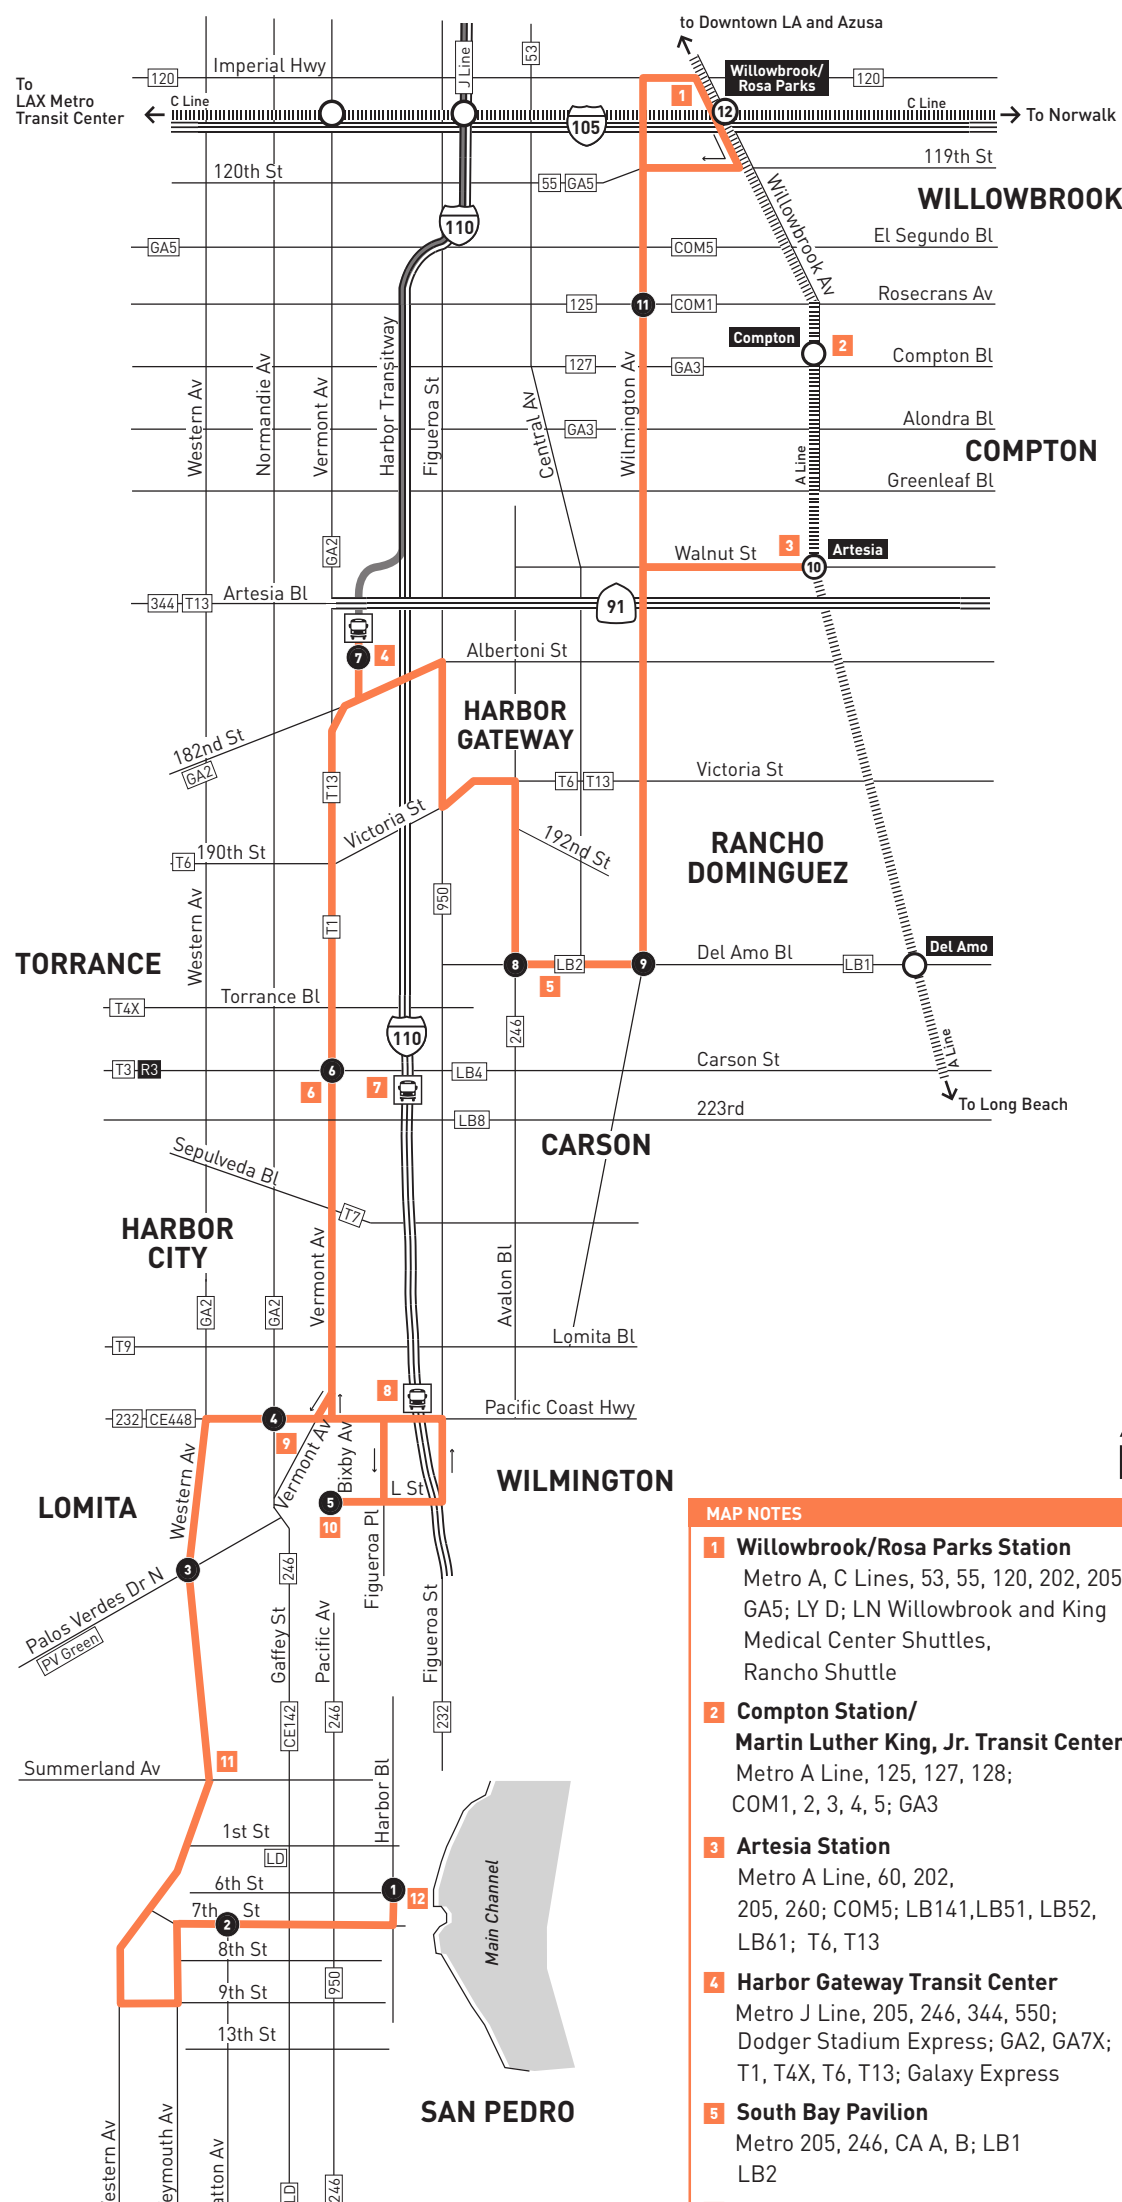 to Downtown LA and Azusa
53
J Line
Imperial Hwy
120
Willowbrook/
Rosa Parks
120
1
To
LAX Metro
Transit Center
C Line
105
12
C Line
To Norwalk
120th St
55
GA5
119th St
WILLOWBROOK
110
GA5
COM5
El Segundo Bl
Willowbrook Av
125
11
COM1
Rosecrans Av
Compton
2
127
GA3
Compton Bl
Western Av
Normandie Av
Vermont Av
Harbor Transitway
Figueroa St
Central Av
Wilmington Av
GA3
Alondra Bl
COMPTON
A Line
Greenleaf Bl
GA2
Walnut St
3
Artesia
10
344
T13
Artesia Bl
91
7
4
Albertoni St
HARBOR
GATEWAY
182nd St
GA2
T13
T6
T13
Victoria St
Victoria St
192nd St
RANCHO
DOMINGUEZ
T6
190th St
950
Western Av
T1
TORRANCE
8
LB2
9
Del Amo Bl
LB1
Del Amo
5
Torrance Bl
T4X
246
110
A Line
T3
R3
6
LB4
Carson St
6
7
To Long Beach
LB8
223rd
CARSON
Sepulveda Bl
T7
HARBOR
CITY
Vermont Av
Avalon Bl
GA2
GA2
T9
Lomita Bl
8
232
CE448
4
Pacific Coast Hwy
9
Western Av
Vermont Av
Bixby Av
L St
WILMINGTON
LOMITA
5
10
Figueroa Pl
3
Palos Verdes Dr N
PV Green
246
Gaffey St
Pacific Av
Figueroa St
CE142
246
232
11
Summerland Av
Harbor Bl
1st St
LD
6th St
1
12
7th St
2
8th St
Main Channel
950
9th St
13th St
SAN PEDRO
LD
246
MAP NOTES
1 Willowbrook/Rosa Parks Station
Metro A, C Lines, 53, 55, 120, 202, 205
GA5; LY D; LN Willowbrook and King
Medical Center Shuttles,
Rancho Shuttle
2 Compton Station/
Martin Luther King, Jr. Transit Center
Metro A Line, 125, 127, 128;
COM1, 2, 3, 4, 5; GA3
3 Artesia Station
Metro A Line, 60, 202,
205, 260; COM5; LB141,LB51, LB52,
LB61; T6, T13
4 Harbor Gateway Transit Center
Metro J Line, 205, 246, 344, 550;
Dodger Stadium Express; GA2, GA7X;
T1, T4X, T6, T13; Galaxy Express
5 South Bay Pavilion
Metro 205, 246, CA A, B; LB1
LB2